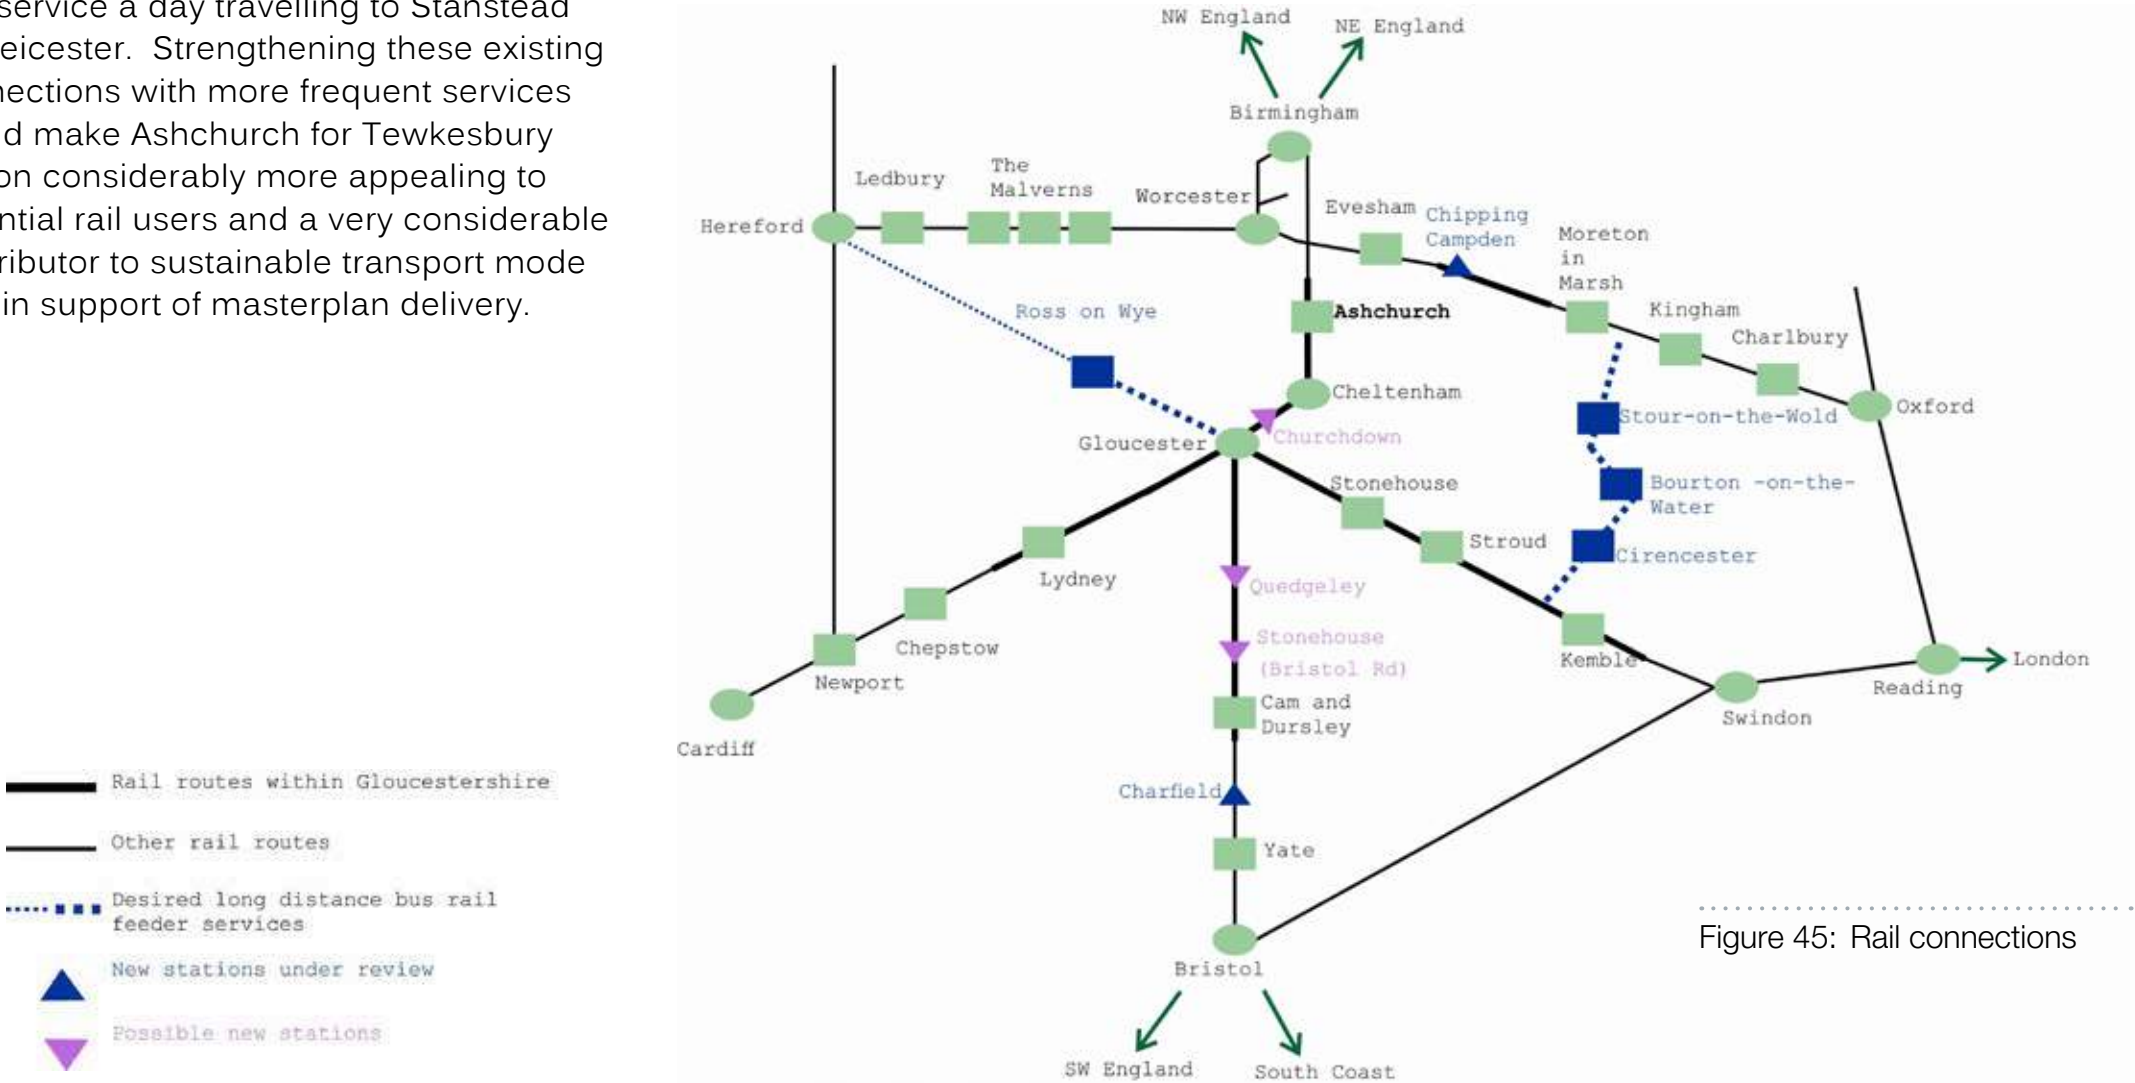 service a day travelling to Stanstead
eicester. Strengthening these existing
nections with more frequent services
d make Ashchurch for Tewkesbury
on considerably more appealing to
ntial rail users and a very considerable
ributor to sustainable transport mode
in support of masterplan delivery.
NW England
NE England
Birmingham
Ledbury
The
Malverns
Worcester
Hereford
Evesham
Chipping
Campden
Moreton
in
Marsh
Kingham
Charlbury
Oxford
Ross on Wye
Ashchurch
Cheltenham
Churchdown
Gloucester
Stour-on-the-Wold
Bourton -on-the-
Water
Cirencester
Stonehouse
Stroud
Kemble
Lydney
Chepstow
Newport
Cardiff
Quedgeley
Stonehouse
(Bristol Rd)
Cam and
Dursley
Charfield
Yate
Bristol
Swindon
Reading
London
SW England
South Coast
Rail routes within Gloucestershire
Other rail routes
Desired long distance bus rail
feeder services
New stations under review
Possible new stations
Figure 45: Rail connections